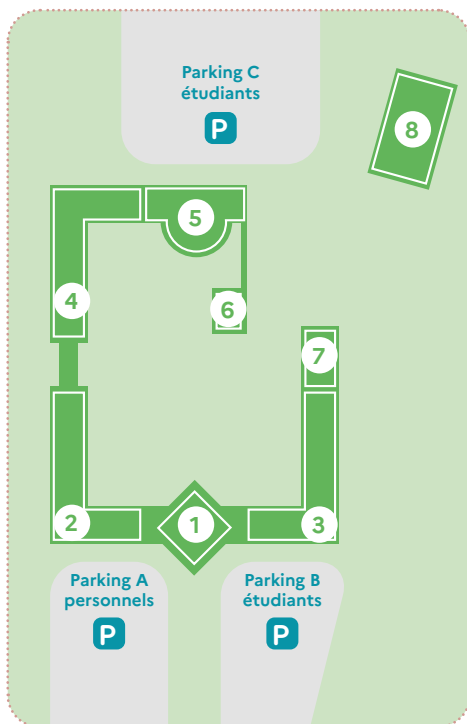 Parking C
étudiants
P
8
5
4
6
7
2
1
3
Parking A
personnels
P
Parking B
étudiants
P